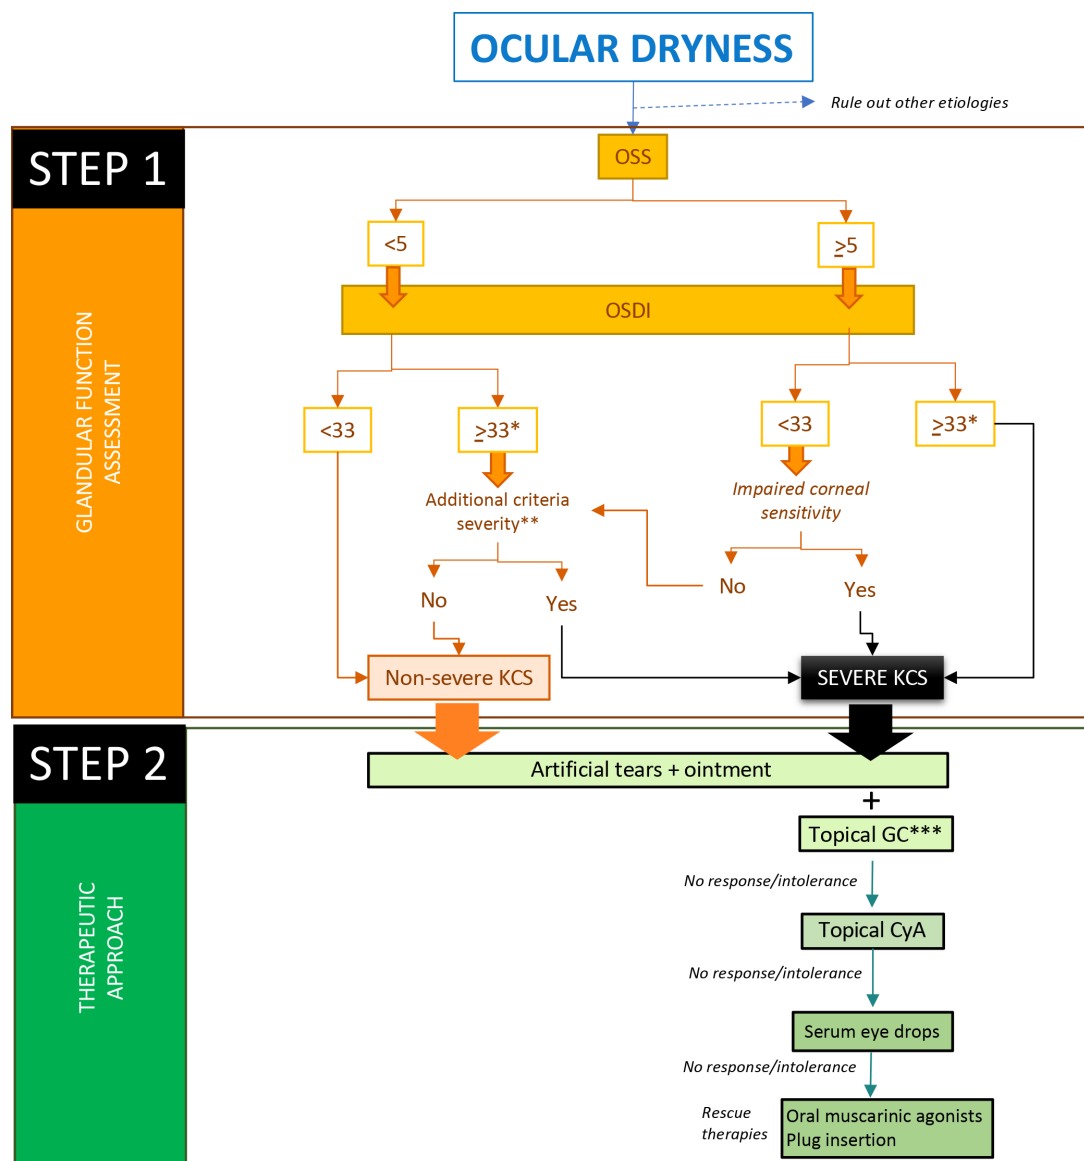 OCULAR DRYNESS
Rule out other etiologies
STEP 1
OSS
<5
≥5
GLANDULAR FUNCTION
ASSESSMENT
OSDI
<33
≥33*
<33
≥33*
Additional criteria
severity**
Impaired corneal
sensitivity
No
Yes
No
Yes
Non-severe KCS
SEVERE KCS
STEP 2
THERAPEUTIC
APPROACH
Artificial tears + ointment
+
Topical GC***
No response/intolerance
Topical CyA
No response/intolerance
Serum eye drops
No response/intolerance
Rescue
therapies
Oral muscarinic agonists
Plug insertion